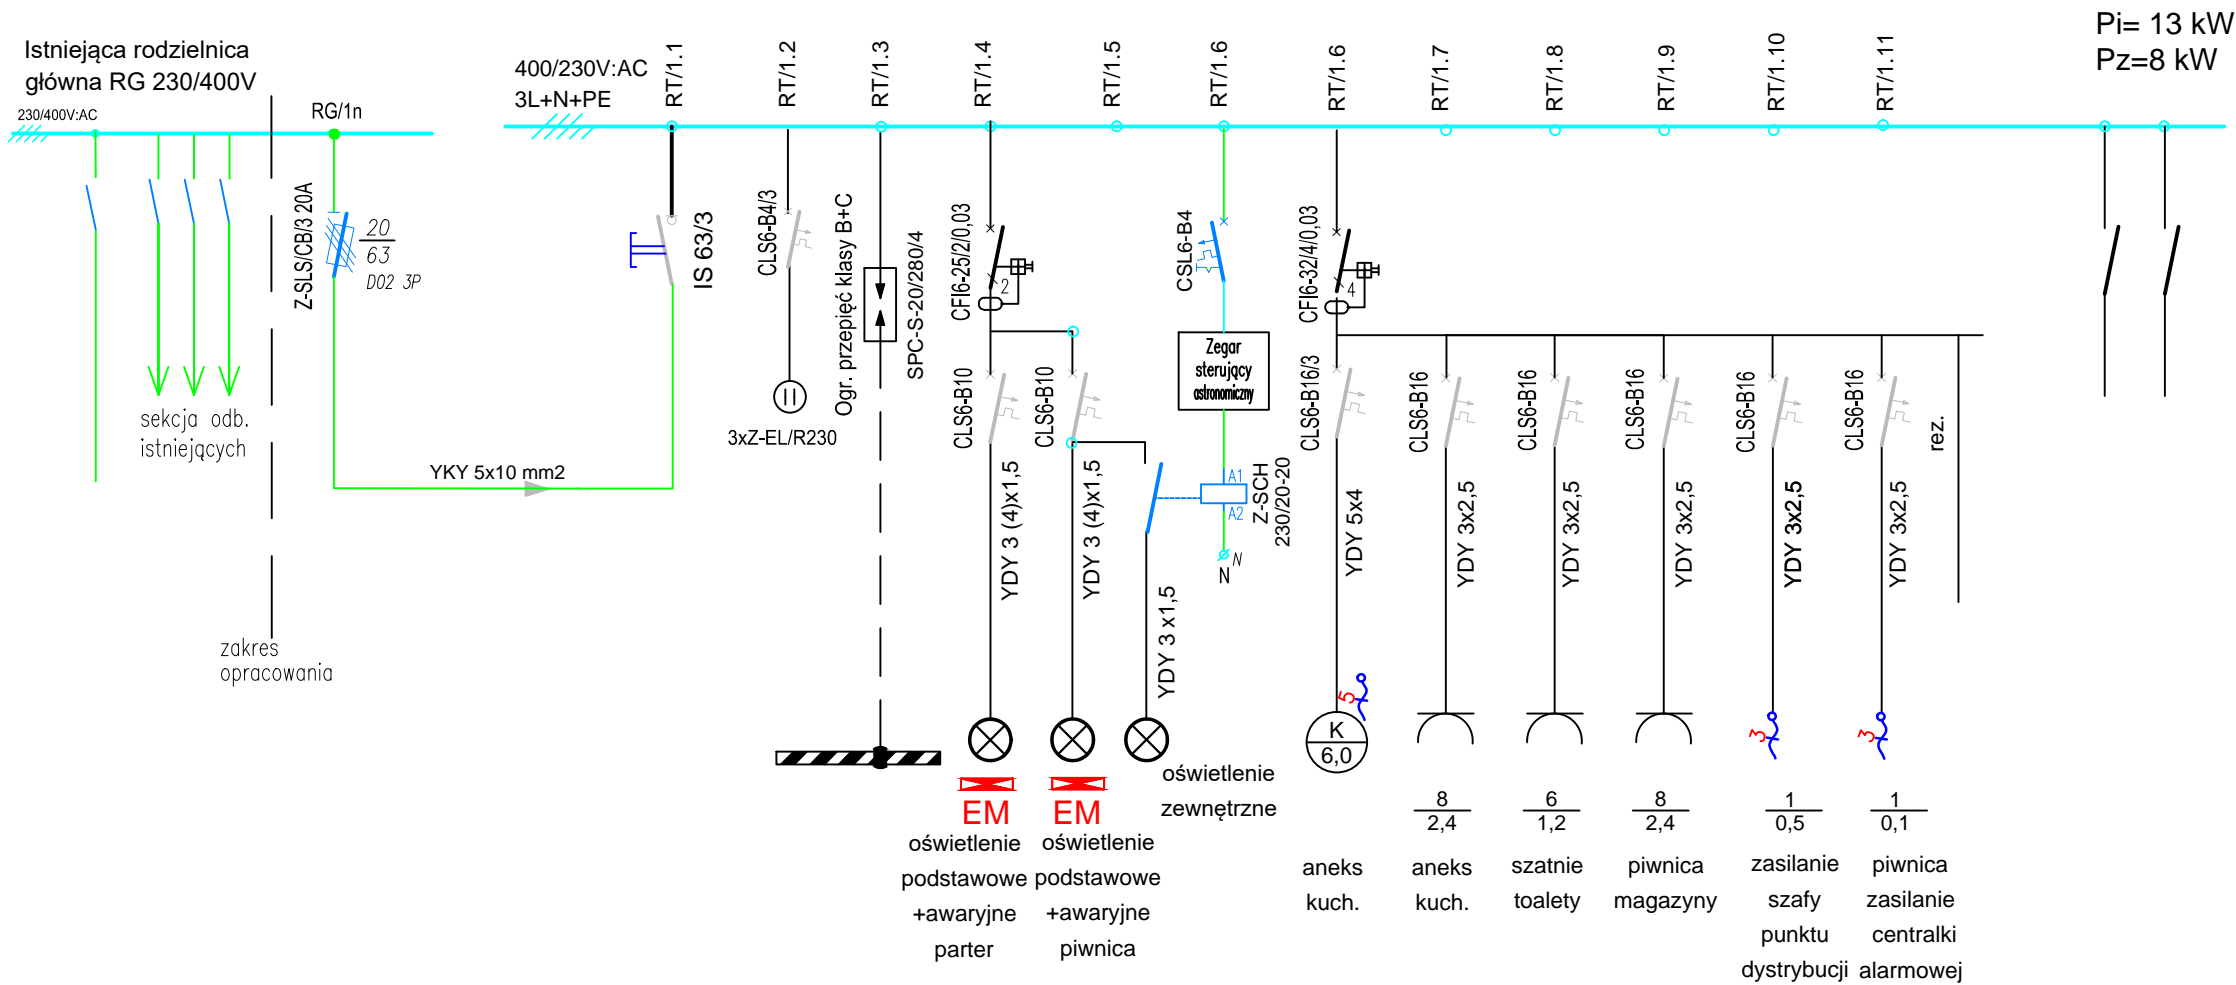 Istniejąca rodzielnica
główna RG 230/400V
230/400V:AC
RG/1n
Z-SLS/CB/3 20A
20
63
D02 3P
sekcja odb.
istniejących
zakres
opracowania
YKY 5x10 mm2
400/230V:AC
3L+N+PE
RT/1.1
RT/1.2
RT/1.3
RT/1.4
RT/1.5
RT/1.6
RT/1.6
RT/1.7
RT/1.8
RT/1.9
RT/1.10
RT/1.11
Pi= 13 kW
Pz=8 kW
IS 63/3
CLS6-B4/3
3xZ-EL/R230
Ogr. przepięć klasy B+C
SPC-S-20/280/4
CFI6-25/2/0,03
2
CLS6-B10
CLS6-B10
YDY 3 (4)x1,5
YDY 3 (4)x1,5
YDY 3 x1,5
CSL6-B4
Zegar
sterujący
astronomiczny
A1
A2
Z-SCH
230/20-20
N
N
CFI6-32/4/0,03
4
CLS6-B16/3
CLS6-B16
CLS6-B16
CLS6-B16
CLS6-B16
CLS6-B16
rez.
YDY 5x4
YDY 3x2,5
YDY 3x2,5
YDY 3x2,5
YDY 3x2,5
YDY 3x2,5
5
3
3
K
6,0
EM
EM
oświetlenie
podstawowe
+awaryjne
parter
oświetlenie
podstawowe
+awaryjne
piwnica
oświetlenie
zewnętrzne
aneks
kuch.
8
2,4
aneks
kuch.
6
1,2
szatnie
toalety
8
2,4
piwnica
magazyny
1
0,5
zasilanie
szafy
punktu
dystrybucji
1
0,1
piwnica
zasilanie
centralki
alarmowej